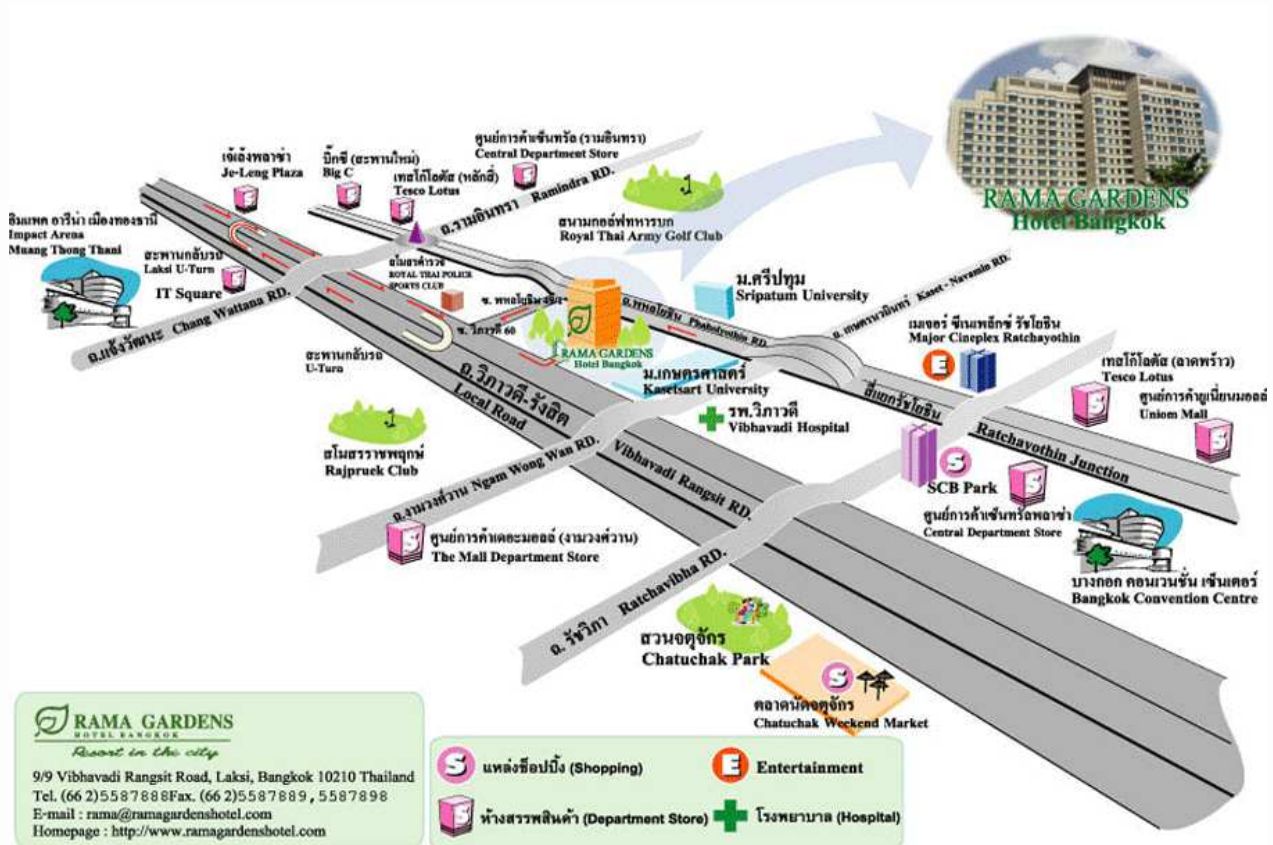 RAMA GARDENS
Hotel Bangkok
ศูนย์การค้าเซ็นทรัล (รามอินทรา)
Central Department Store
เจ๊เล้งพลาซ่า
Je-Leng Plaza
บิ๊กซี (สะพานใหม่)
Big C
เทสโก้โลตัส (หลักสี่)
Tesco Lotus
ถ.รามอินทรา Ramindra RD.
สนามกอล์ฟทหารบก
Royal Thai Army Golf Club
อิมแพค อารีน่า เมืองทองธานี
Impact Arena
Muang Thong Thani
สะพานกลับรถ
Laksi U-Turn
IT Square
ถ.แจ้งวัฒนะ Chang Wattana RD.
ROYAL THAI POLICE
SPORTS CLUB
ซ. วิภาวดี 60
RAMA GARDENS
Hotel Bangkok
ถ.พหลโยธิน Phaholyothin RD.
ม.ศรีปทุม
Sripatum University
ถ. เกษตรนวมินทร์ Kaset - Navamin RD.
เมเจอร์ ซีเนเพล็กซ์ รัชโยธิน
Major Cineplex Ratchayothin
E
เทสโก้โลตัส (ลาดพร้าว)
Tesco Lotus
ศูนย์การค้ายูเนี่ยนมอลล์
Uniom Mall
สะพานกลับรถ
U-Turn
ถ.วิภาวดี-รังสิต
Local Road
ม.เกษตรศาสตร์
Kasetsart University
รพ.วิภาวดี
Vibhavadi Hospital
สี่แยกรัชโยธิน
Ratchayothin Junction
สโมสรราชพฤกษ์
Rajpruek Club
ถ.งามวงศ์วาน Ngam Wong Wan RD.
Vibhavadi Rangsit RD.
S
SCB Park
ศูนย์การค้าเซ็นทรัลพลาซ่า
Central Department Store
ศูนย์การค้าเดอะมอลล์ (งามวงศ์วาน)
The Mall Department Store
บางกอก คอนเวนชั่น เซ็นเตอร์
Bangkok Convention Centre
ถ. รัชวิภา Ratchavibha RD.
สวนจตุจักร
Chatuchak Park
S
ตลาดนัดจตุจักร
Chatuchak Weekend Market
RAMA GARDENS
HOTEL BANGKOK
Resort in the city
9/9 Vibhavadi Rangsit Road, Laksi, Bangkok 10210 Thailand
Tel. (66 2)5587888Fax. (66 2)5587889,5587898
E-mail : rama@ramagardenshotel.com
Homepage : http://www.ramagardenshotel.com
S แหล่งช็อปปิ้ง (Shopping)
E Entertainment
S ห้างสรรพสินค้า (Department Store)
โรงพยาบาล (Hospital)